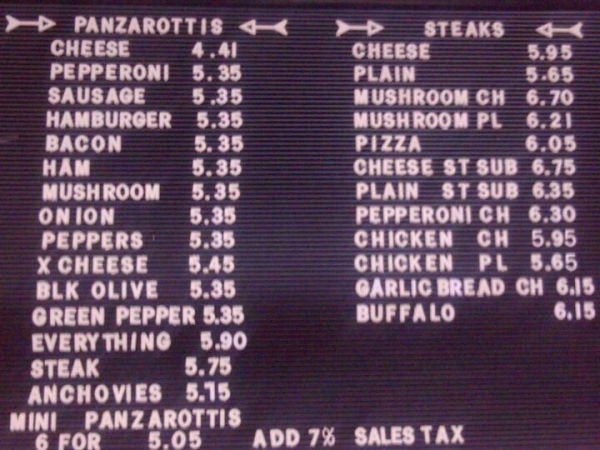 PANZAROTTIS
CHEESE 4.41
PEPPERONI 5.35
SAUSAGE 5.35
HAMBURGER 5.35
BACON 5.35
HAM 5.35
MUSHROOM 5.35
ONION 5.35
PEPPERS 5.35
X CHEESE 5.45
BLK OLIVE 5.35
GREEN PEPPER 5.35
EVERYTHING 5.90
STEAK 5.75
ANCHOVIES 5.15
MINI PANZAROTTIS
6 FOR 5.05
STEAKS
CHEESE 5.95
PLAIN 5.65
MUSHROOM CH 6.70
MUSHROOM PL 6.21
PIZZA 6.05
CHEESE ST SUB 6.75
PLAIN ST SUB 6.35
PEPPERONI CH 6.30
CHICKEN CH 5.95
CHICKEN PL 5.65
GARLIC BREAD CH 6.15
BUFFALO 6.15
ADD 7% SALES TAX